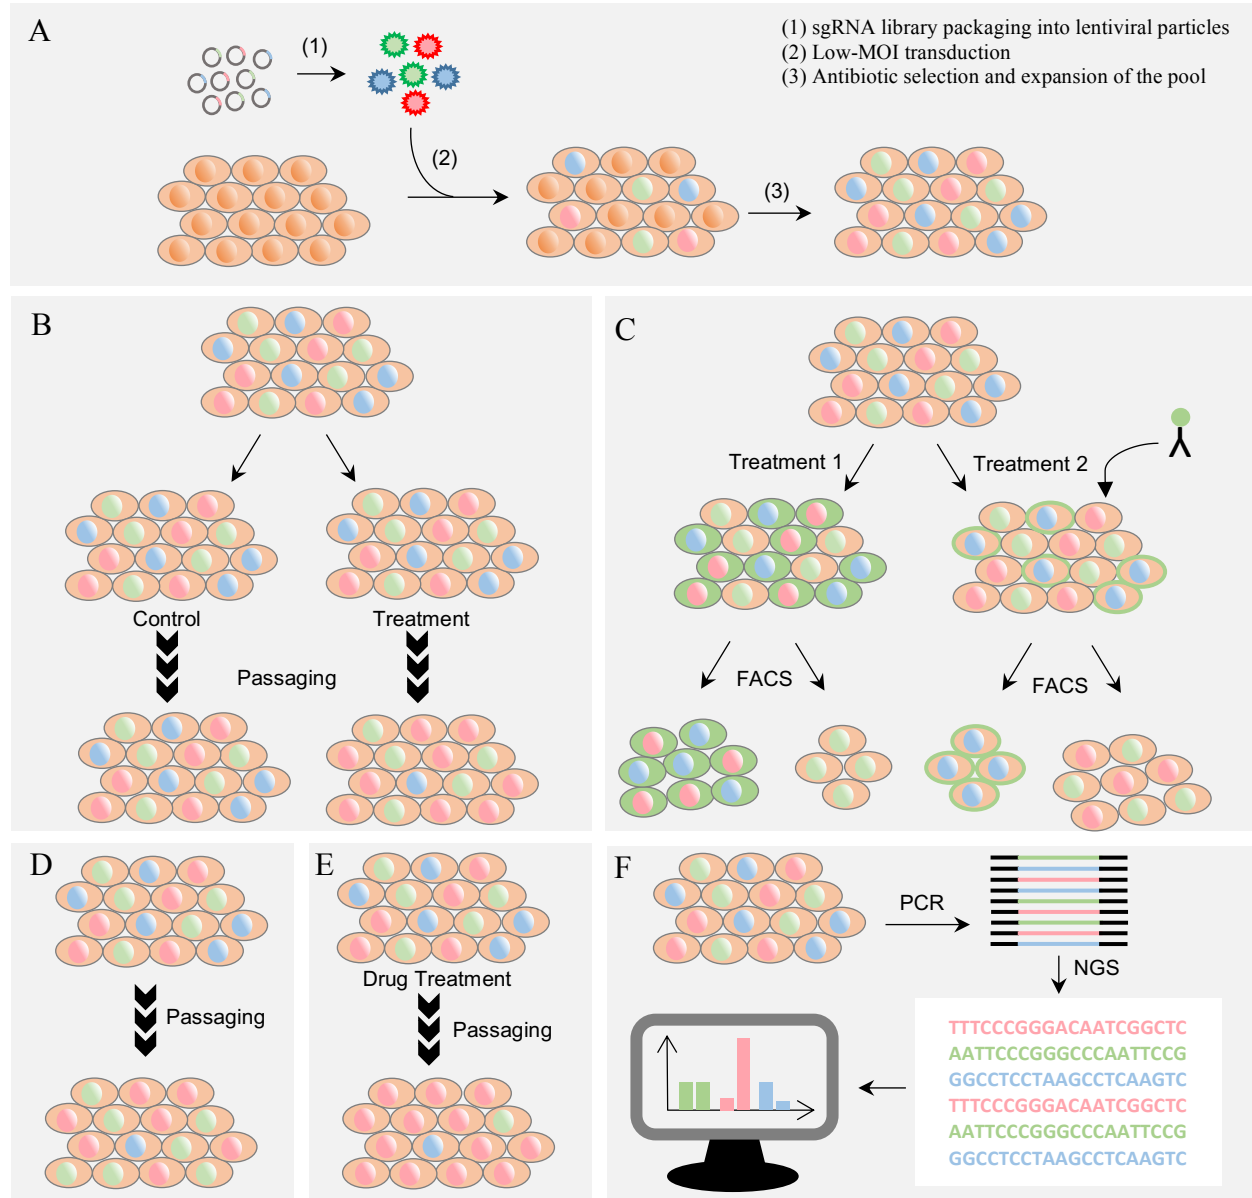 A
(1)
(1) sgRNA library packaging into lentiviral particles
(2) Low-MOI transduction
(3) Antibiotic selection and expansion of the pool
(2)
(3)
B
Control
Treatment
Passaging
C
Treatment 1
Treatment 2
FACS
FACS
D
Passaging
E
Drug Treatment
Passaging
F
PCR
NGS
TTTCCCGGGACAATCGGCTC
AATTCCCGGGCCCAATTCCG
GGCCTCCTAAGCCTCAAGTC
TTTCCCGGGACAATCGGCTC
AATTCCCGGGCCCAATTCCG
GGCCTCCTAAGCCTCAAGTC